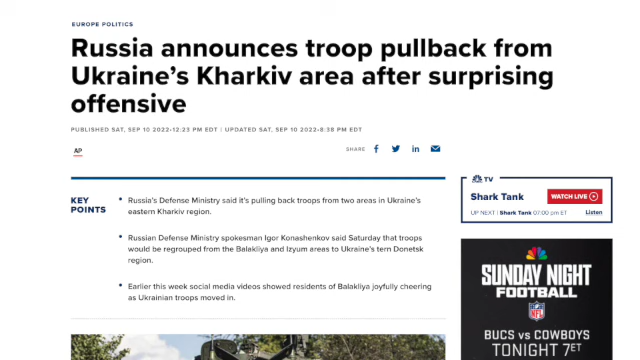 EUROPE POLITICS
Russia announces troop pullback from
Ukraine's Kharkiv area after surprising
offensive
PUBLISHED SAT, SEP 10 2022•12:23 PM EDT | UPDATED SAT, SEP 10 2022•8:38 PM EDT
AP
SHARE
KEY
POINTS
• Russia's Defense Ministry said it's pulling back troops from two areas in Ukraine's
eastern Kharkiv region.
• Russian Defense Ministry spokesman Igor Konashenkov said Saturday that troops
would be regrouped from the Balakliya and Izyum areas to Ukraine's tern Donetsk
region.
• Earlier this week social media videos showed residents of Balakliya joyfully cheering
as Ukrainian troops moved in.
TV
Shark Tank
WATCH LIVE
UP NEXT | Shark Tank 07:00 pm ET
Listen
SUNDAY NIGHT
FOOTBALL
NFL
BUCS vs COWBOYS
TONIGHT 7ET